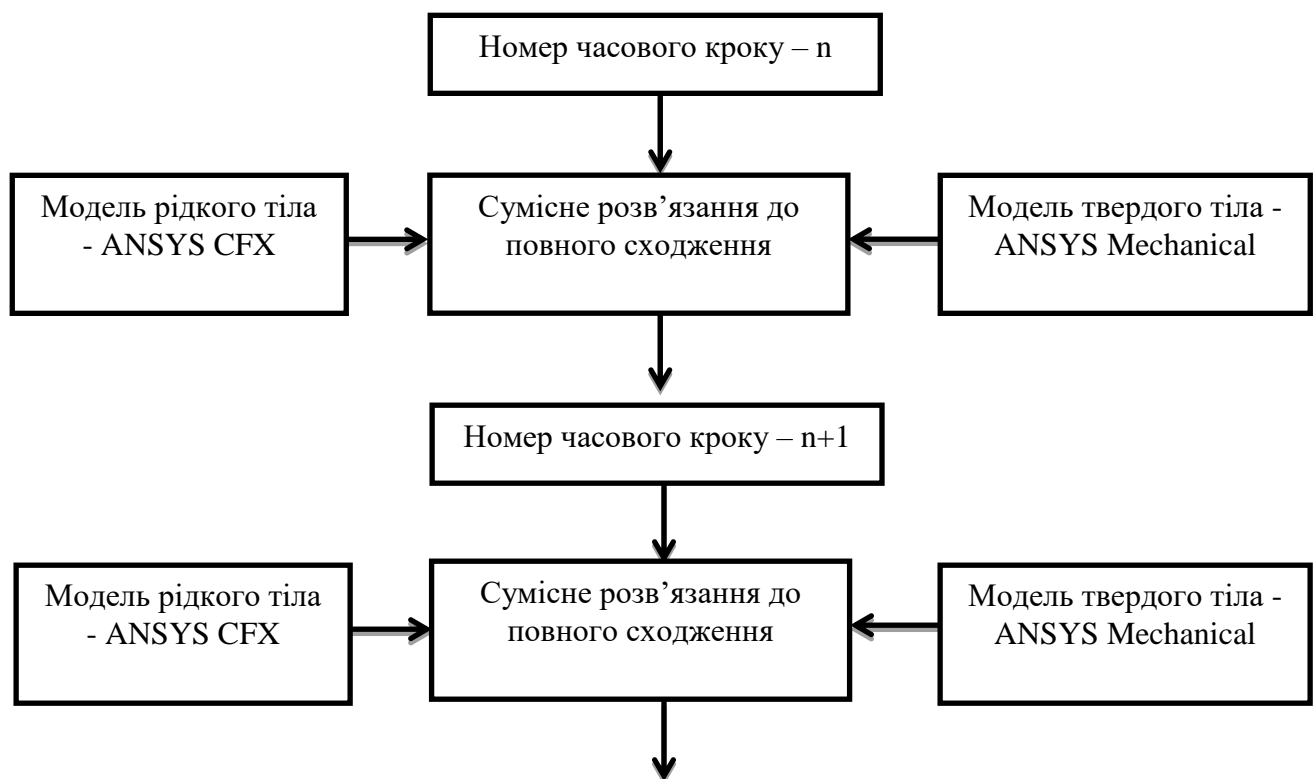 Номер часового кроку – n
Модель рідкого тіла
- ANSYS CFX
Сумісне розв’язання до
повного сходження
Модель твердого тіла -
ANSYS Mechanical
Номер часового кроку – n+1
Модель рідкого тіла
- ANSYS CFX
Сумісне розв’язання до
повного сходження
Модель твердого тіла -
ANSYS Mechanical